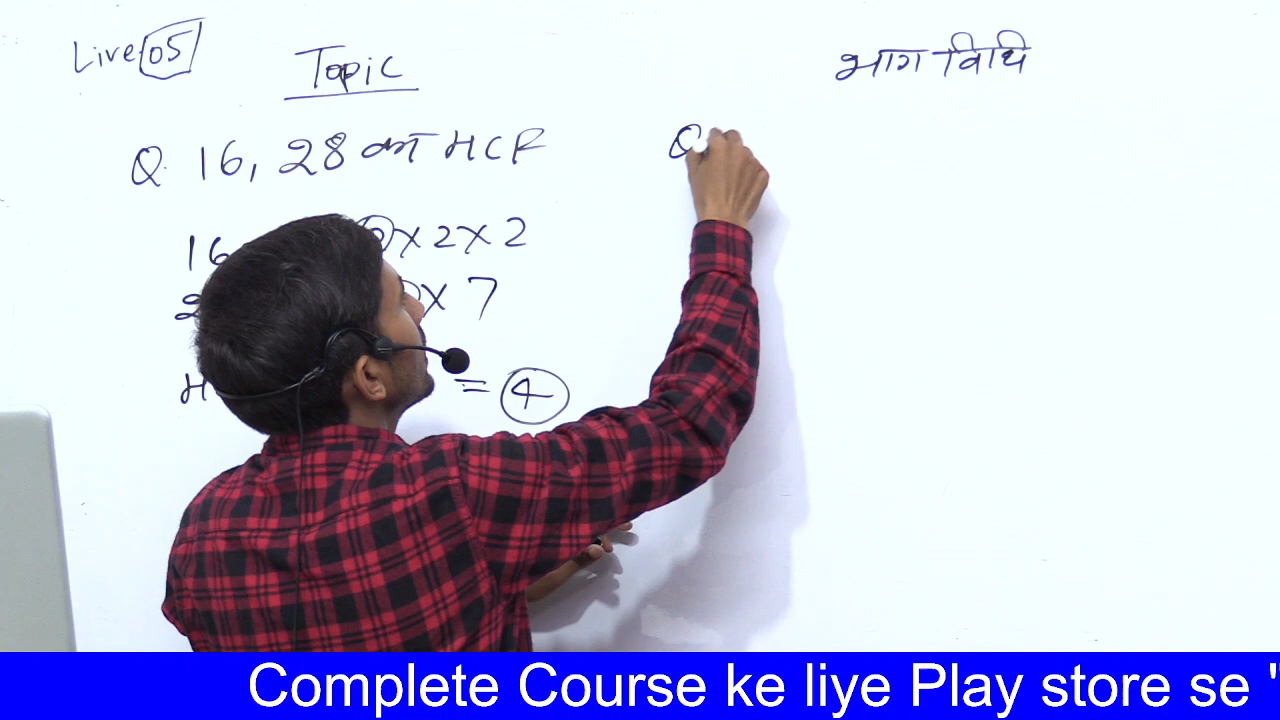 Live 05
Topic
भाग विधि
Q. 16, 28 का HCF
Q
16 × 2 × 2
2 × 7
H = 4
Complete Course ke liye Play store se "